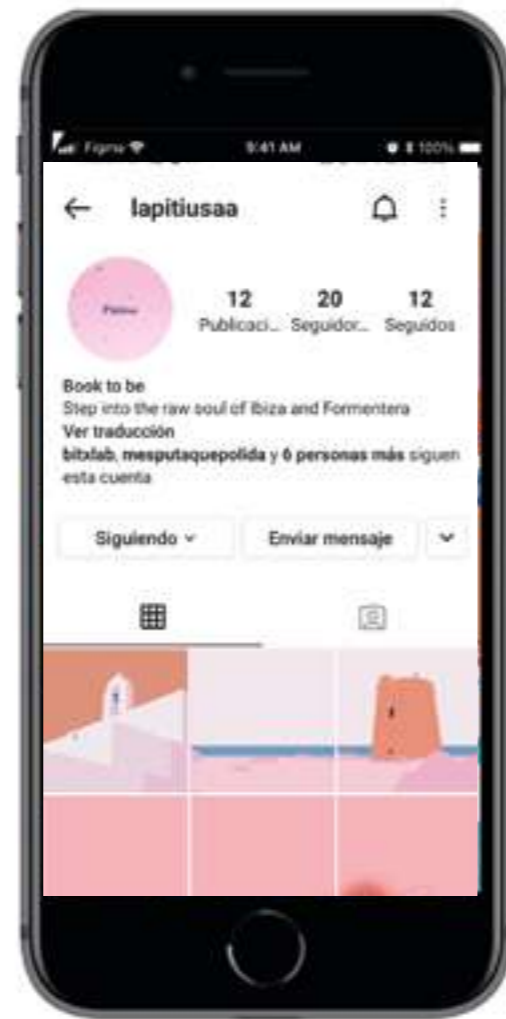 Figma 9:41 AM 100%
lapitiusaa
12 20 12
Publicaci... Seguidor... Seguidos
Book to be
Step into the raw soul of Ibiza and Formentera
Ver traducción
bitxlab, mesputaquepolida y 6 personas más siguen
esta cuenta
Siguiendo Enviar mensaje